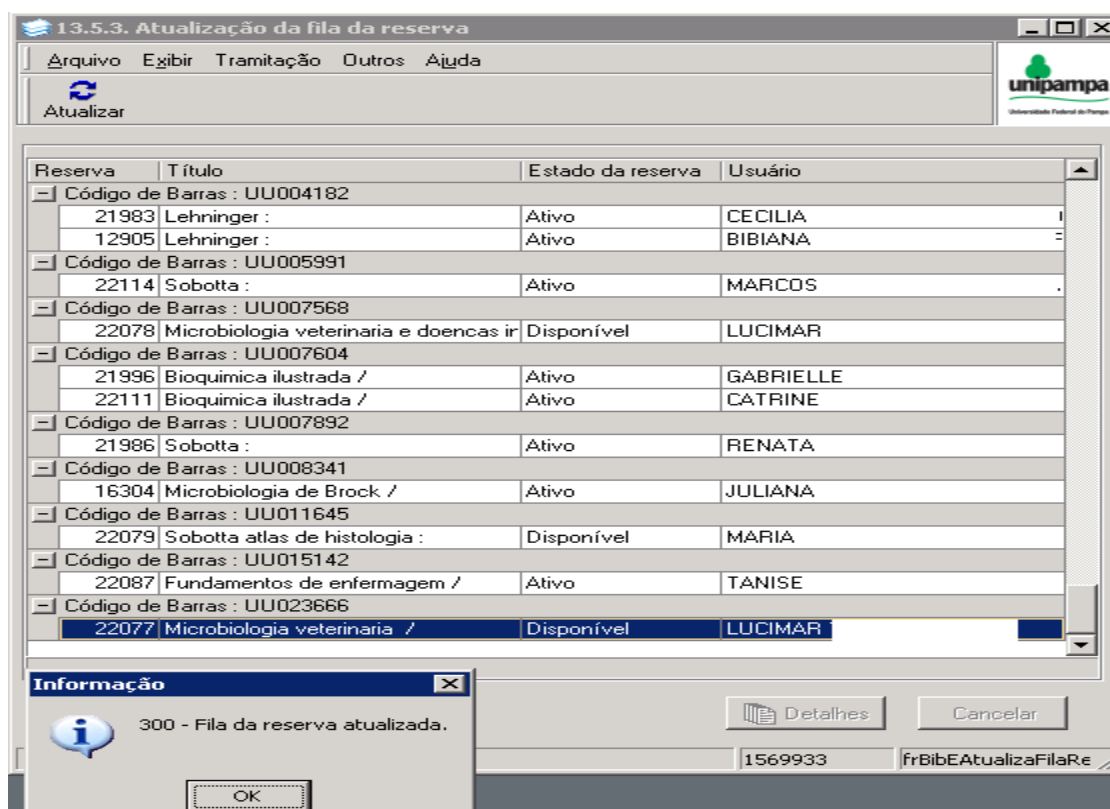 13.5.3. Atualização da fila da reserva
Arquivo Exibir Tramitação Outros Ajuda
Atualizar
unipampa
Universidade Federal do Pampa
Reserva Título Estado da reserva Usuário
Código de Barras : UU004182
21983 Lehninger : Ativo CECILIA
12905 Lehninger : Ativo BIBIANA
Código de Barras : UU005991
22114 Sobotta : Ativo MARCOS
Código de Barras : UU007568
22078 Microbiologia veterinaria e doencas ir Disponível LUCIMAR
Código de Barras : UU007604
21996 Bioquimica ilustrada / Ativo GABRIELLE
22111 Bioquimica ilustrada / Ativo CATRINE
Código de Barras : UU007892
21986 Sobotta : Ativo RENATA
Código de Barras : UU008341
16304 Microbiologia de Brock / Ativo JULIANA
Código de Barras : UU011645
22079 Sobotta atlas de histologia : Disponível MARIA
Código de Barras : UU015142
22087 Fundamentos de enfermagem / Ativo TANISE
Código de Barras : UU023666
22077 Microbiologia veterinaria / Disponível LUCIMAR
Informação
300 - Fila da reserva atualizada.
OK
Detalhes Cancelar
1569933 frBibEAtualizaFilaRe